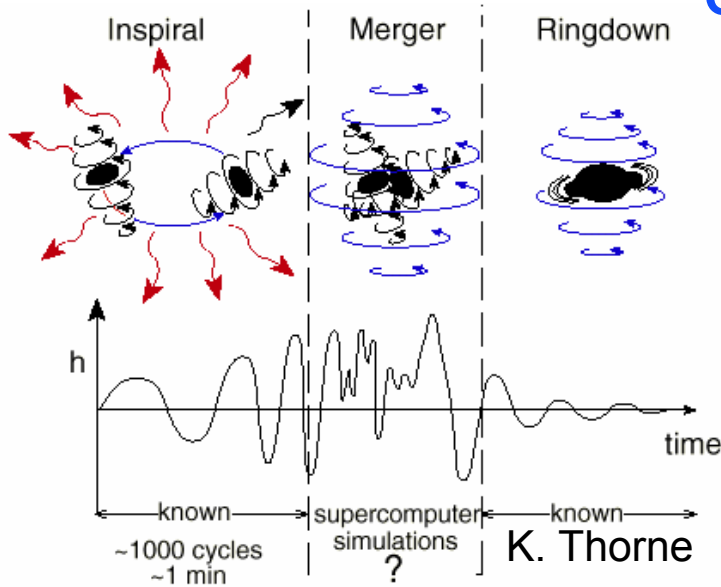 Inspiral
Merger
Ringdown
h
time
known
supercomputer
simulations
?
known
~1000 cycles
~1 min
K. Thorne